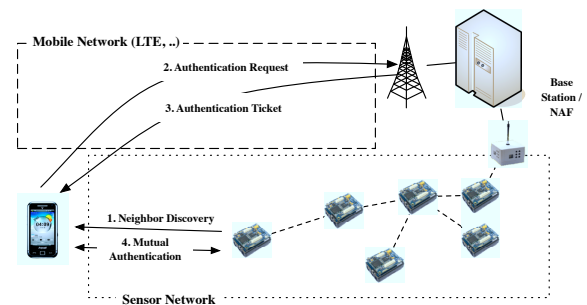 Mobile Network (LTE, ..)
2. Authentication Request
3. Authentication Ticket
Base
Station /
NAF
1. Neighbor Discovery
4. Mutual
Authentication
Sensor Network